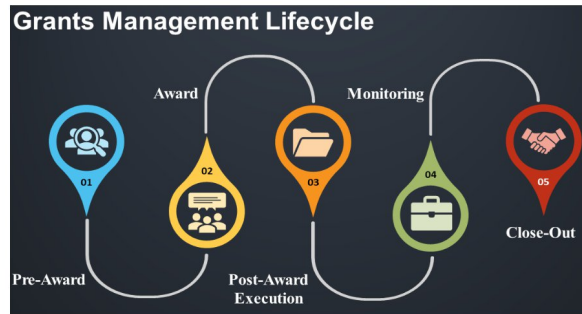 Grants Management Lifecycle
01
Pre-Award
Award
02
03
Post-Award
Execution
Monitoring
04
05
Close-Out